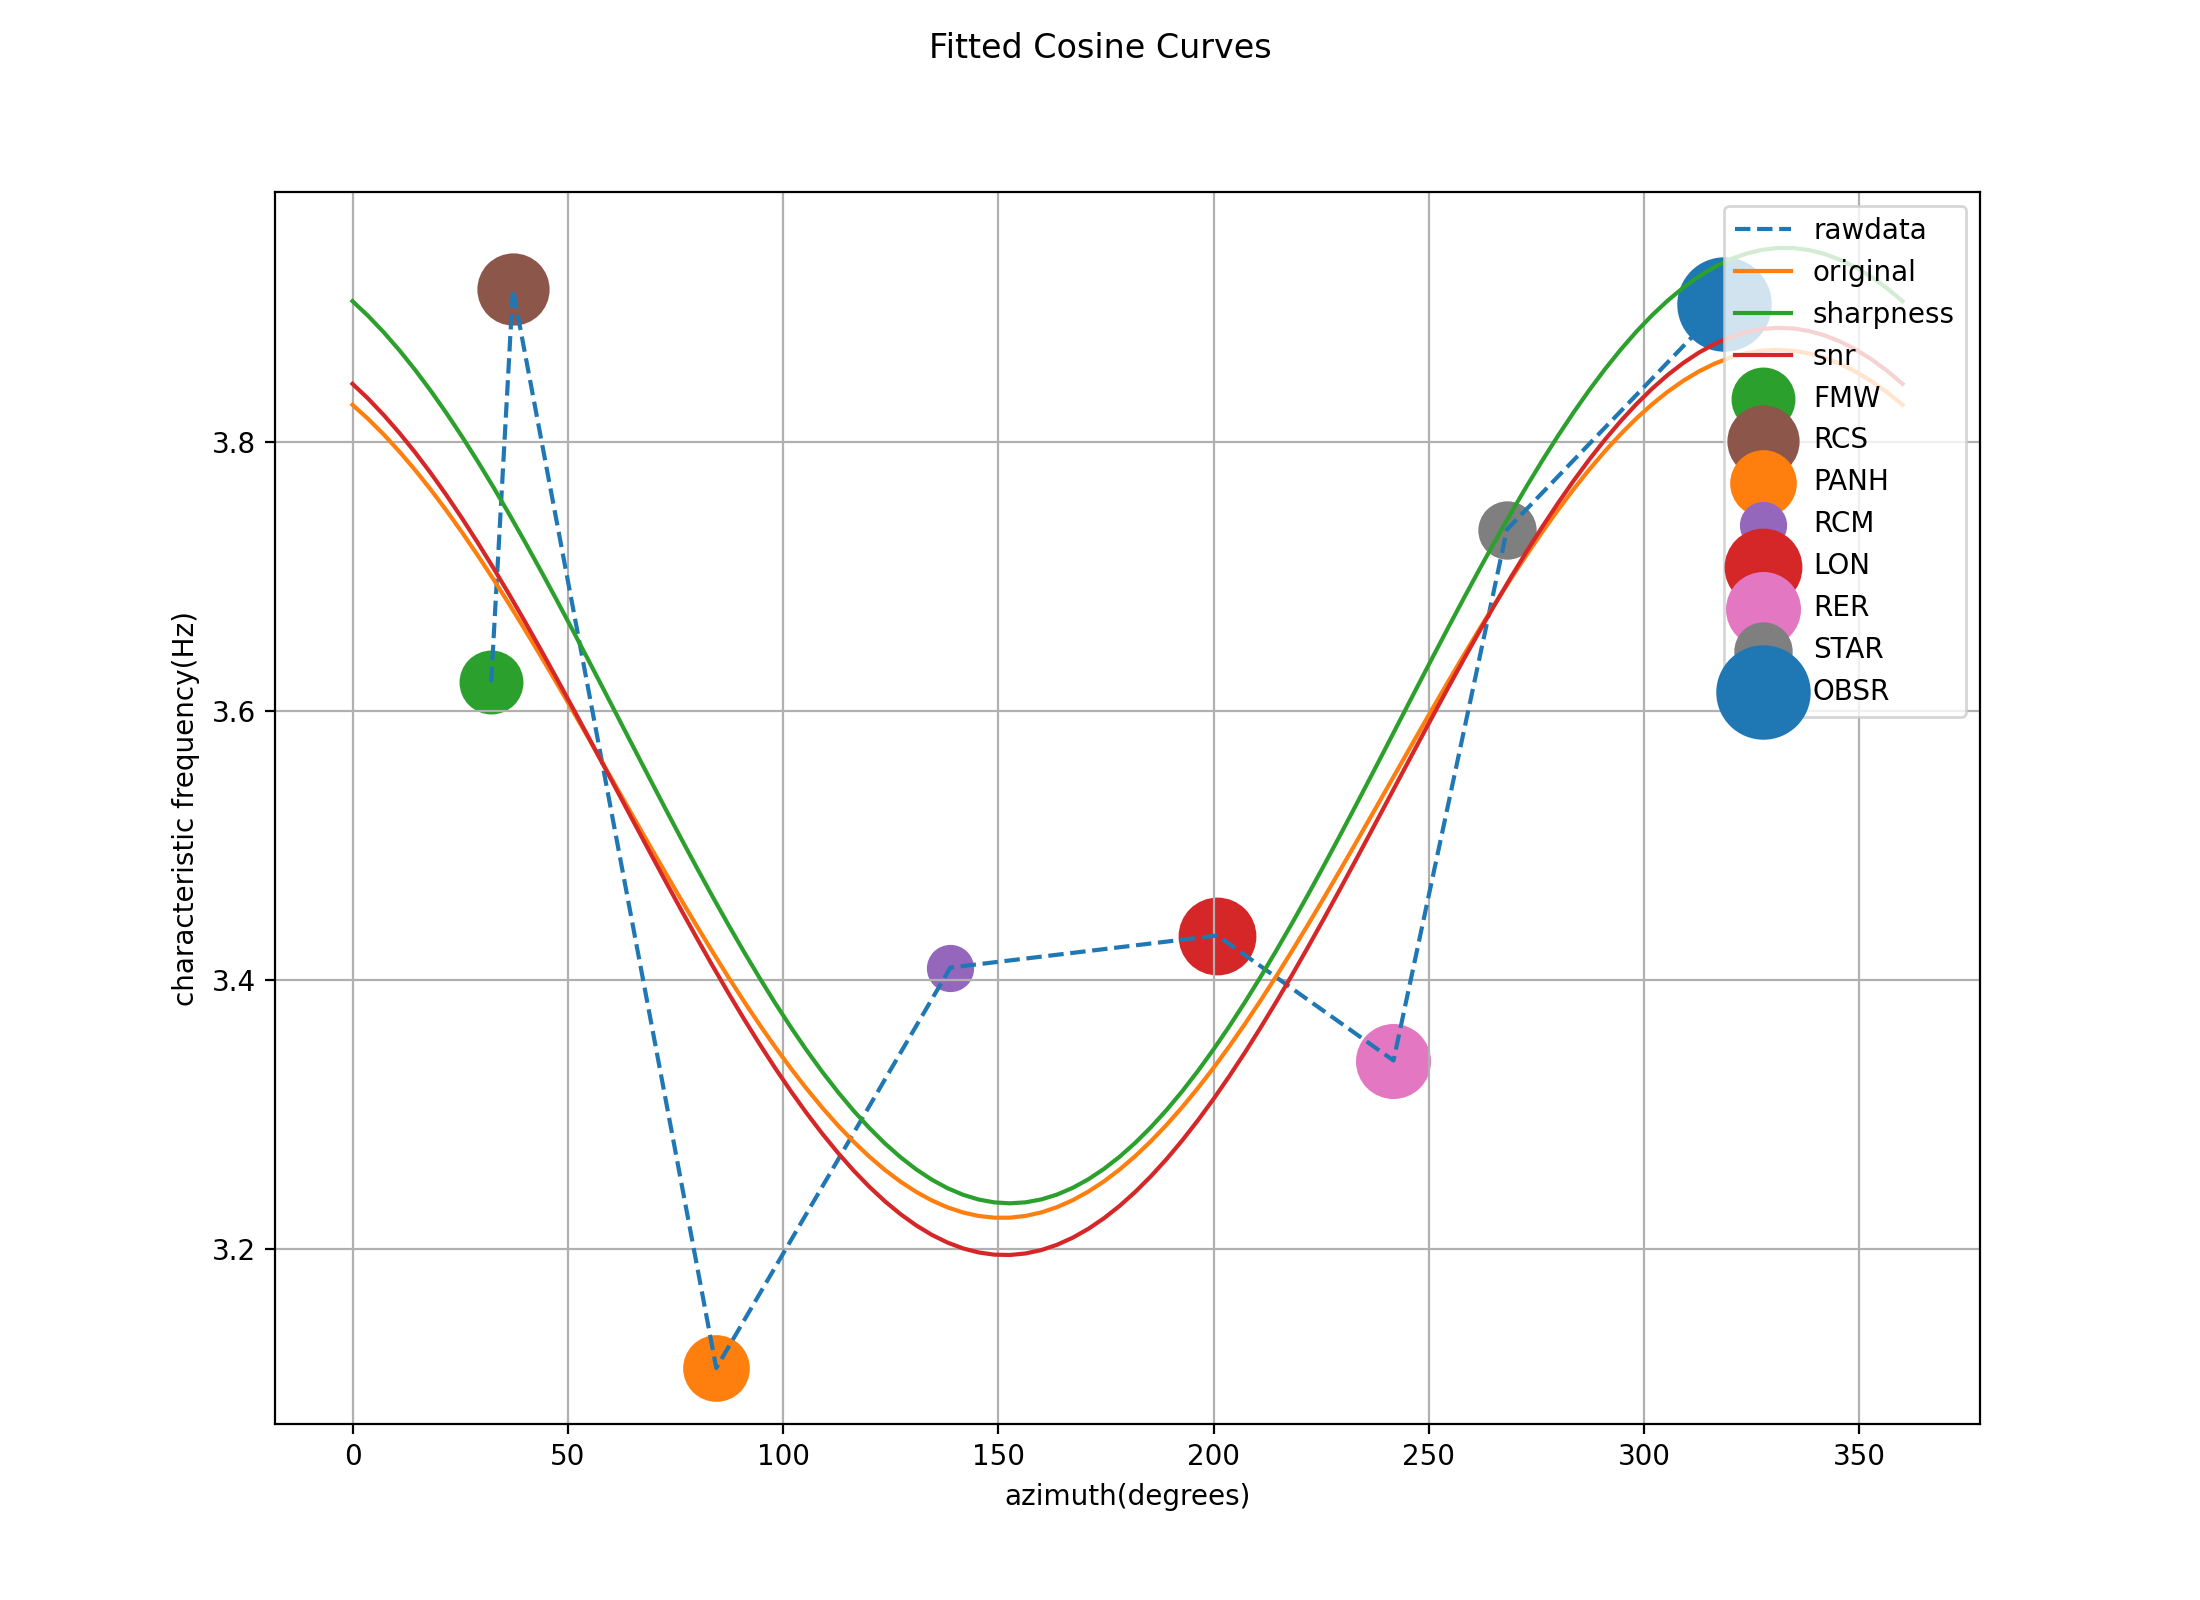 Fitted Cosine Curves
characteristic frequency(Hz)
3.8
3.6
3.4
3.2
0 50 100 150 200 250 300 350
azimuth(degrees)
rawdata
original
sharpness
snr
FMW
RCS
PANH
RCM
LON
RER
STAR
OBSR